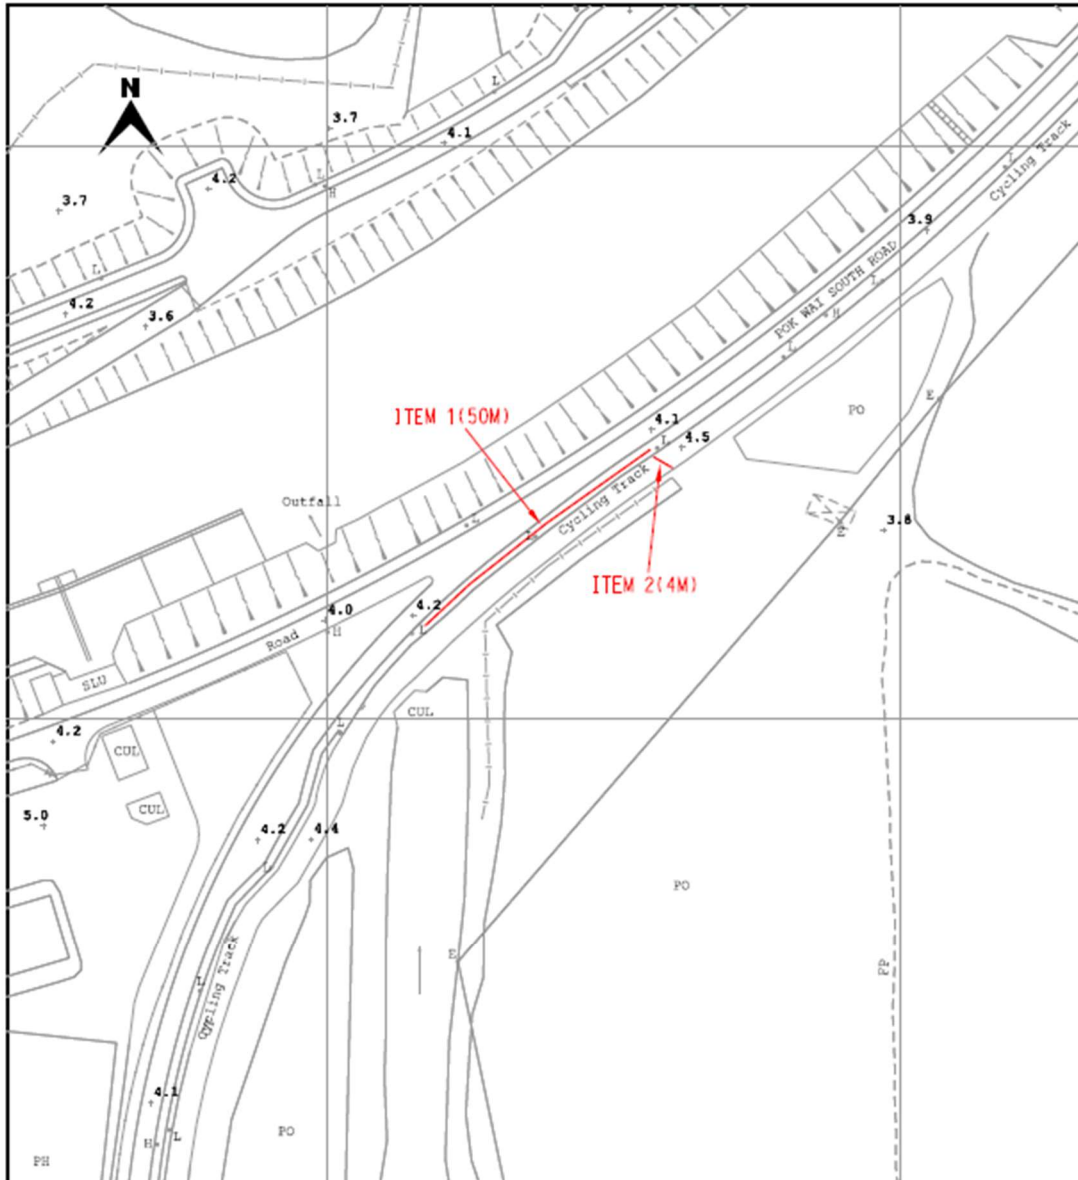 N
L
3.7
4.1
L
H
4.2
3.7
L
4.2
3.6
L
Cycling Track
3.9
POK WAI SOUTH ROAD
L
H
L
E
PO
ITEM 1(50M)
4.1
L
4.5
Cycling Track
Outfall
L
L
3.8
E
ITEM 2(4M)
4.2
L
4.0
H
Road
SLU
CUL
L
4.2
CUL
CUL
5.0
4.2
4.4
L
PO
E
PP
L
Cycling Track
4.1
H
L
PO
PH